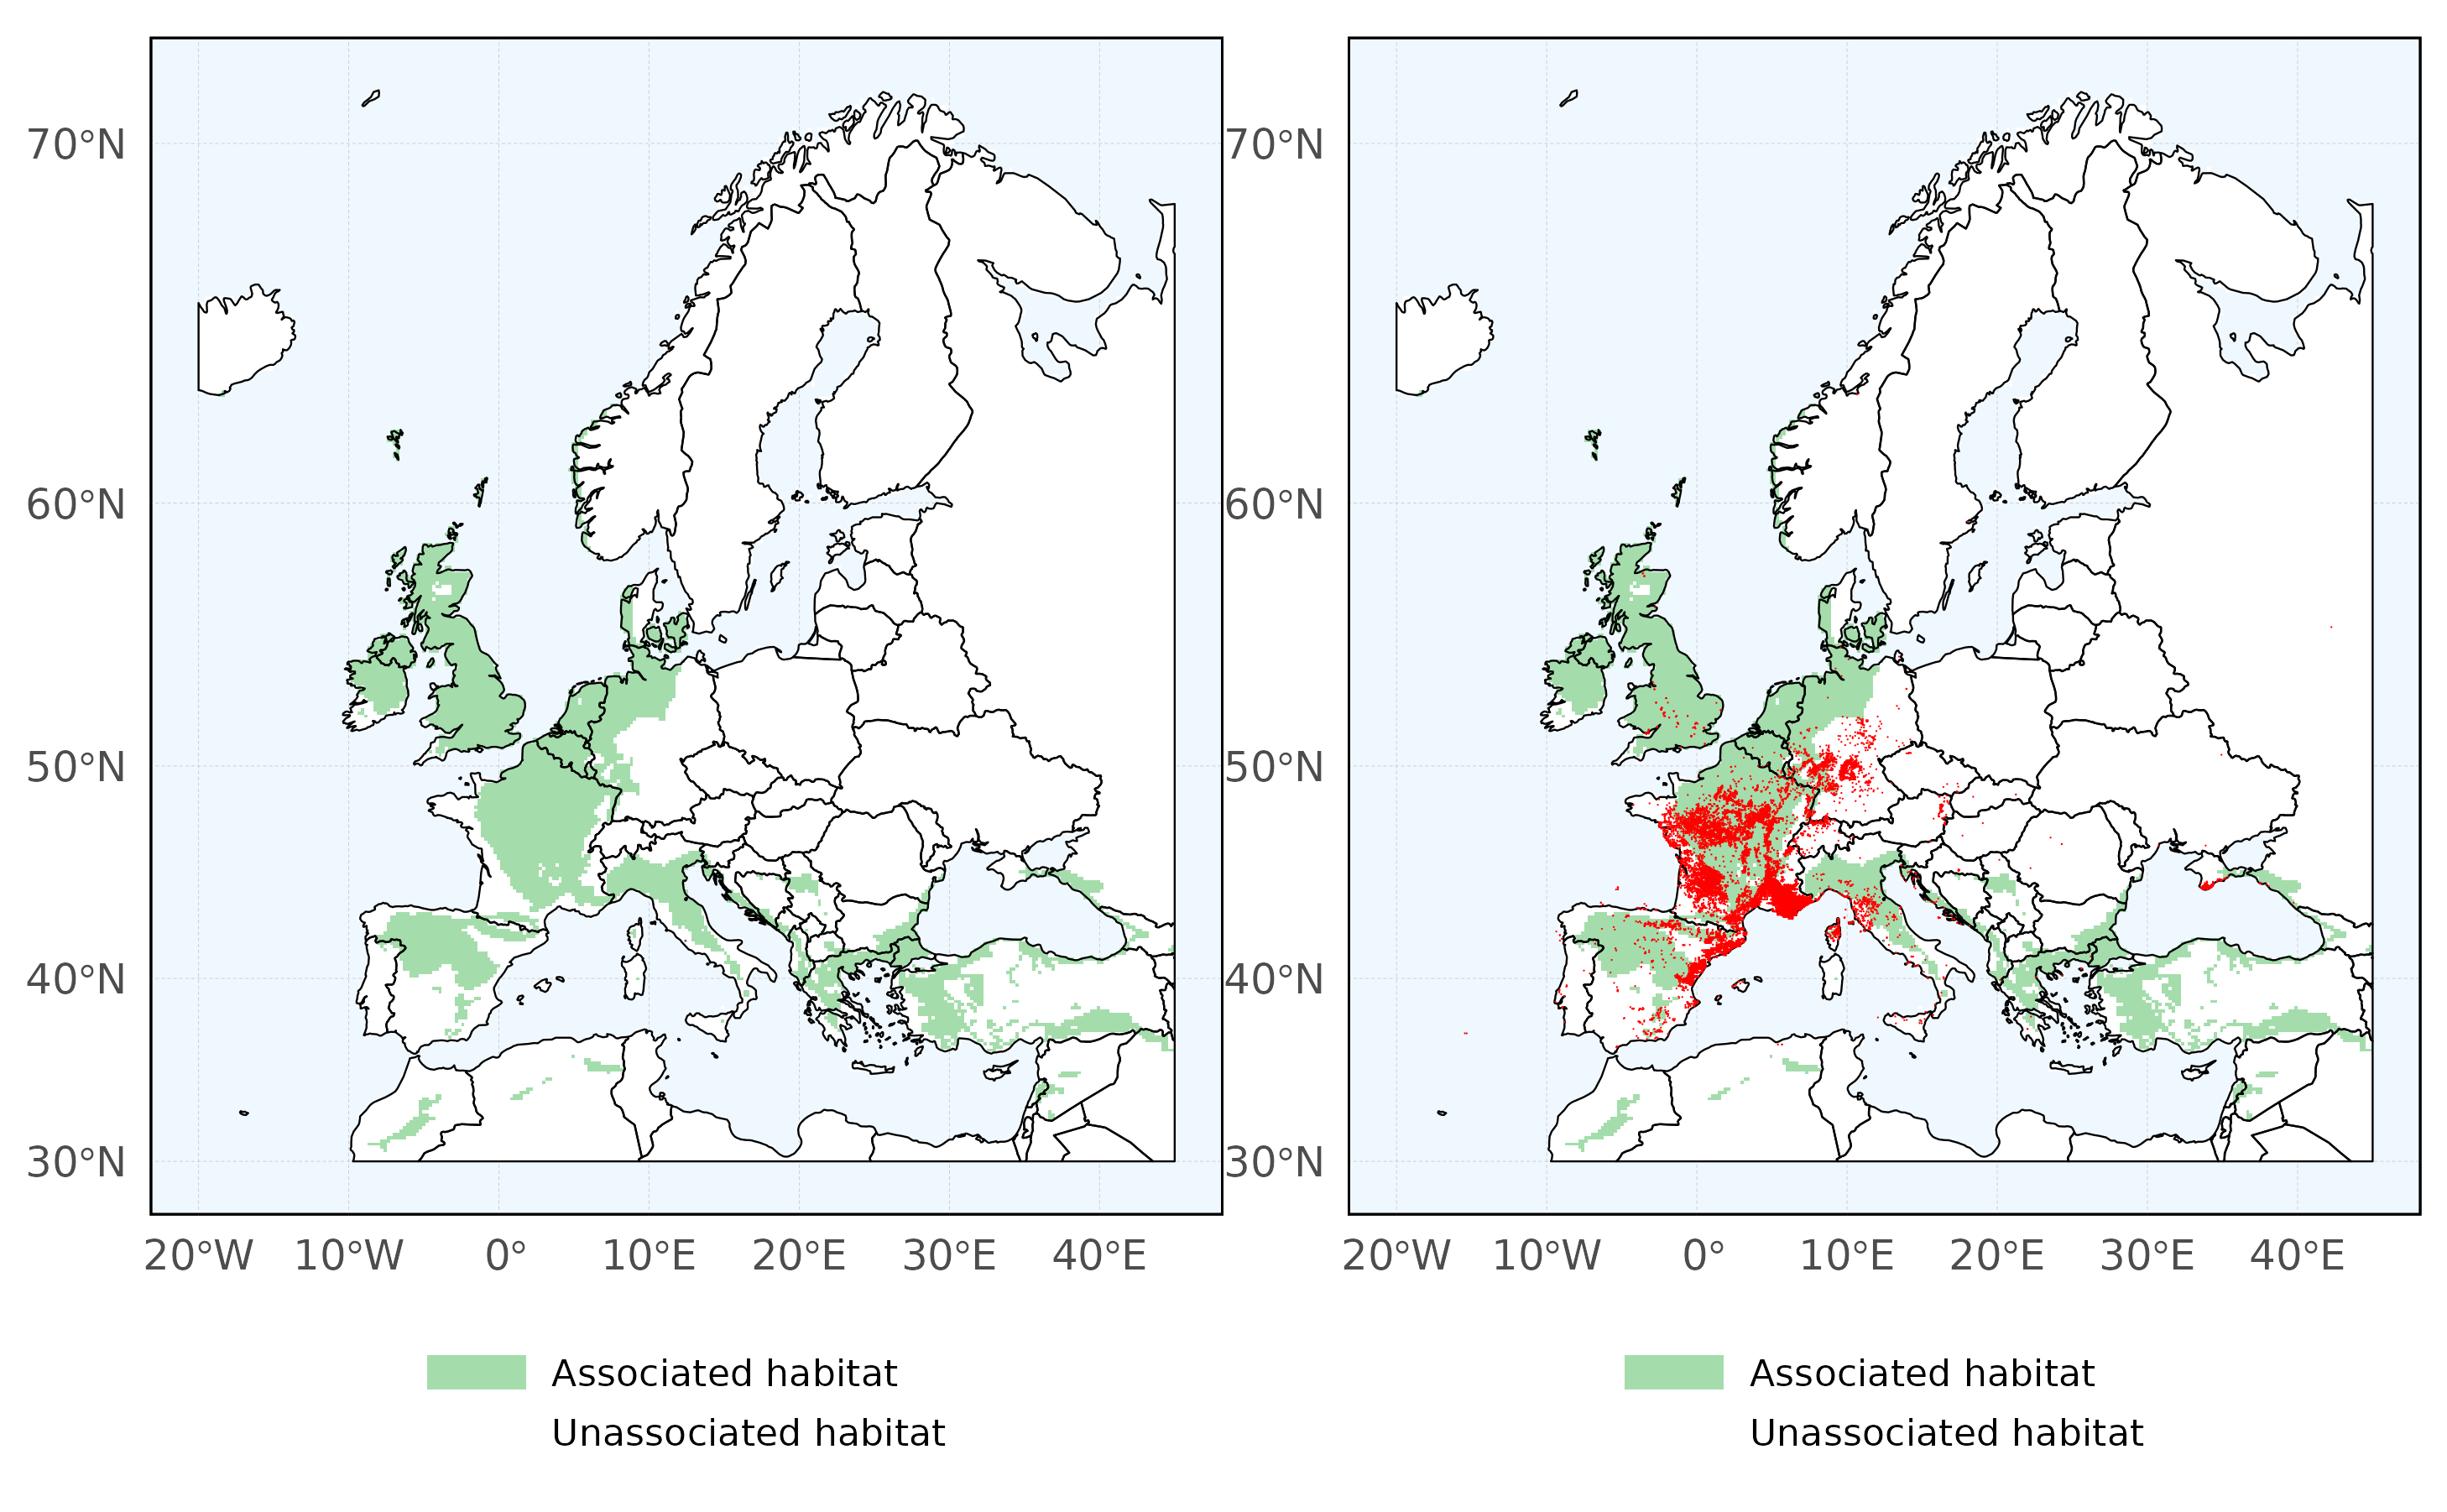 70°N 70°N
60°N 60°N
50°N 50°N
40°N 40°N
30°N 30°N
20°W 10°W 0° 10°E 20°E 30°E 40°E 20°W 10°W 0° 10°E 20°E 30°E 40°E
Associated habitat Associated habitat
Unassociated habitat Unassociated habitat